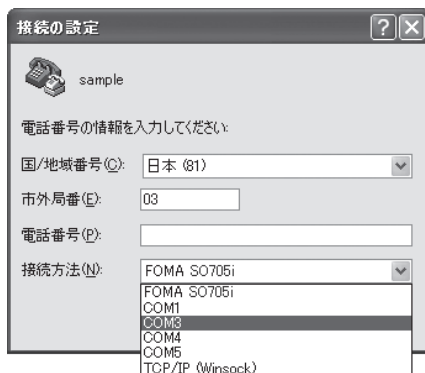 接続の設定
sample
電話番号の情報を入力してください:
国/地域番号(C): 日本 (81)
市外局番(E): 03
電話番号(P):
接続方法(N): FOMA SO705i
FOMA SO705i
COM1
COM3
COM4
COM5
TCP/IP (Winsock)